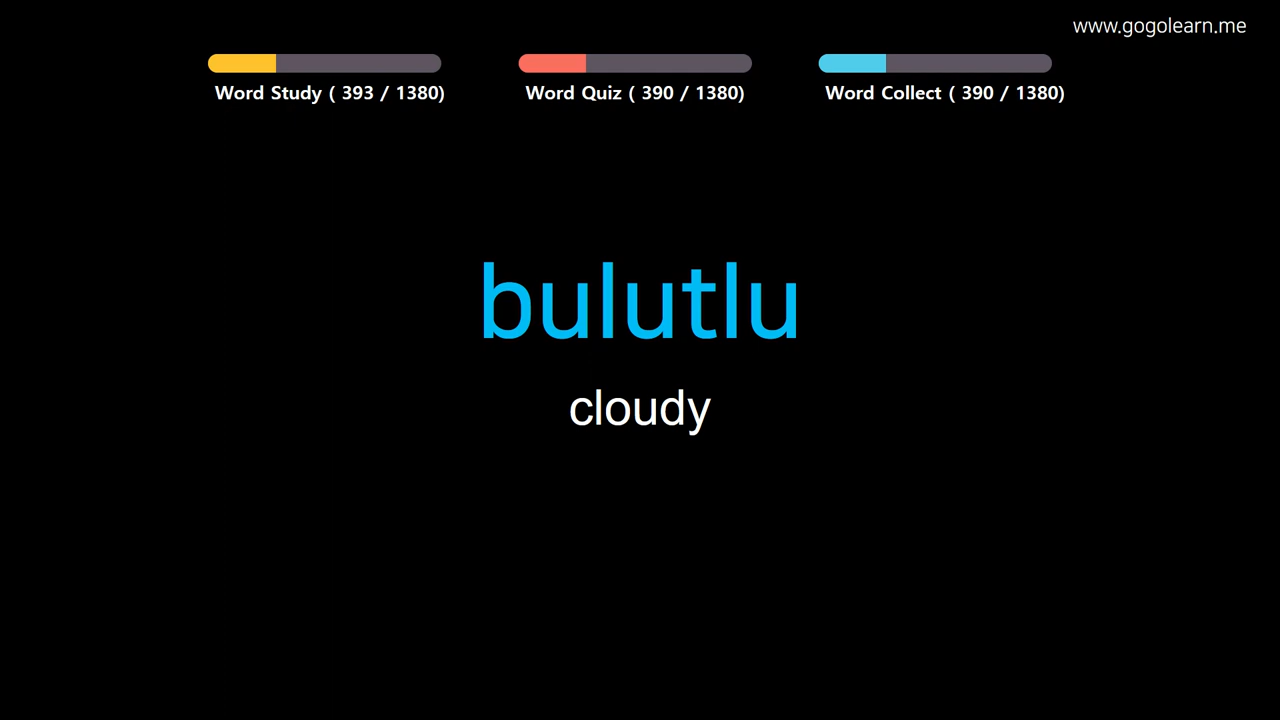 www.gogolearn.me
Word Study ( 393 / 1380)
Word Quiz ( 390 / 1380)
Word Collect ( 390 / 1380)
bulutlu
cloudy